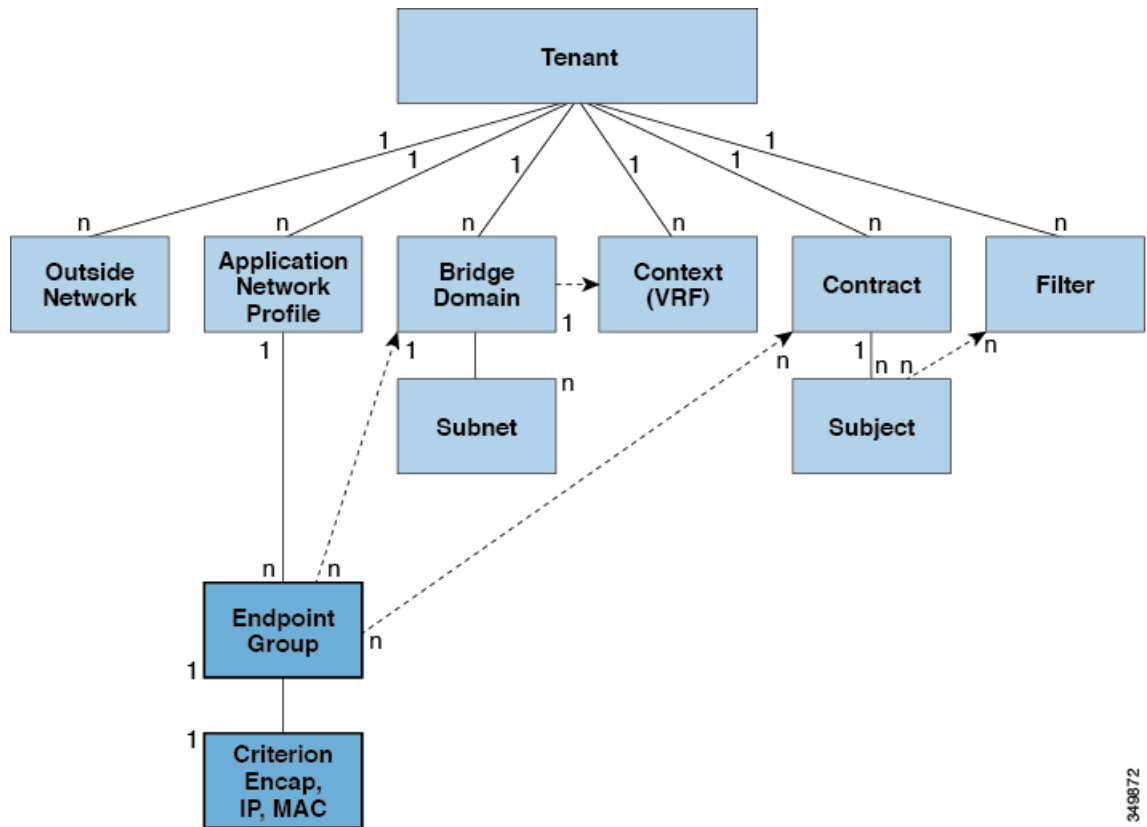 Tenant
1
1
1
1
1
1
n
n
n
n
n
n
Outside
Network
Application
Network
Profile
Bridge
Domain
Context
(VRF)
Contract
Filter
1
1
1
n
1
n
n
n
n
Subnet
Subject
n
n
Endpoint
Group
n
1
1
Criterion
Encap,
IP, MAC
349872